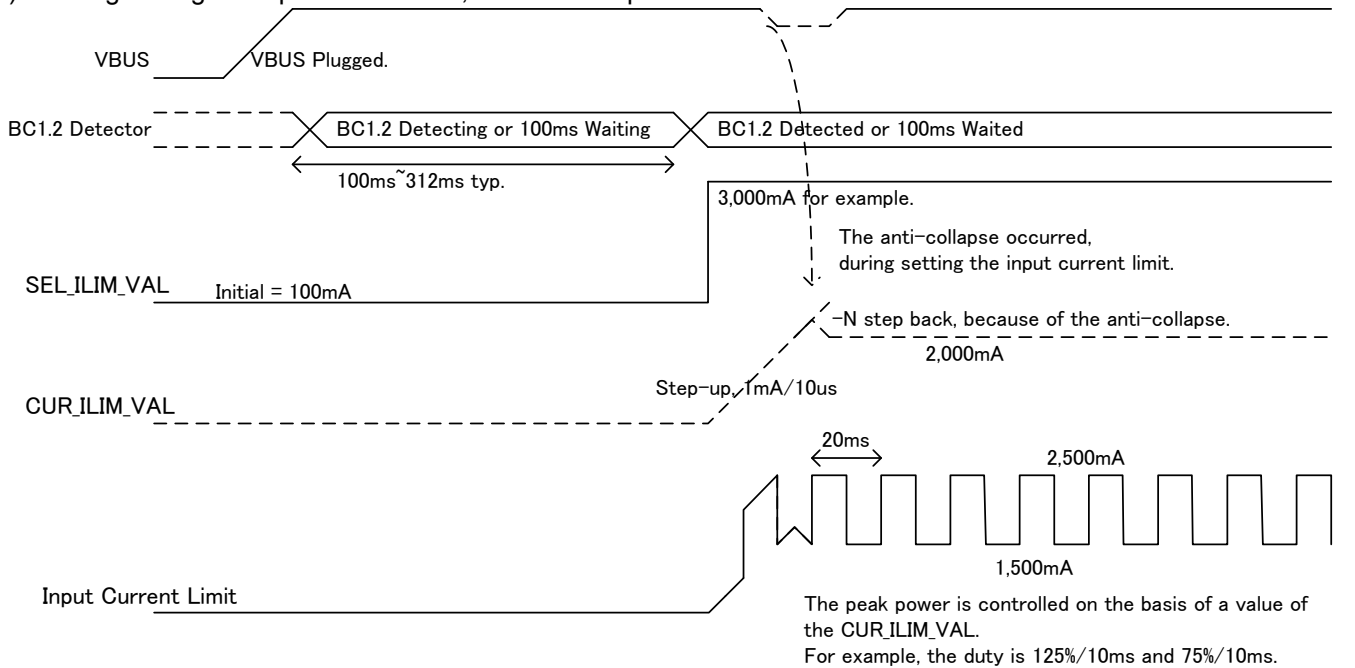 VBUS
VBUS Plugged.
BC1.2 Detector
BC1.2 Detecting or 100ms Waiting
BC1.2 Detected or 100ms Waited
100ms~312ms typ.
3,000mA for example.
The anti-collapse occurred,
during setting the input current limit.
SEL_ILIM_VAL
Initial = 100mA
-N step back, because of the anti-collapse.
2,000mA
Step-up, 1mA/10us
CUR_ILIM_VAL
20ms
2,500mA
1,500mA
Input Current Limit
The peak power is controlled on the basis of a value of
the CUR_ILIM_VAL.
For example, the duty is 125%/10ms and 75%/10ms.